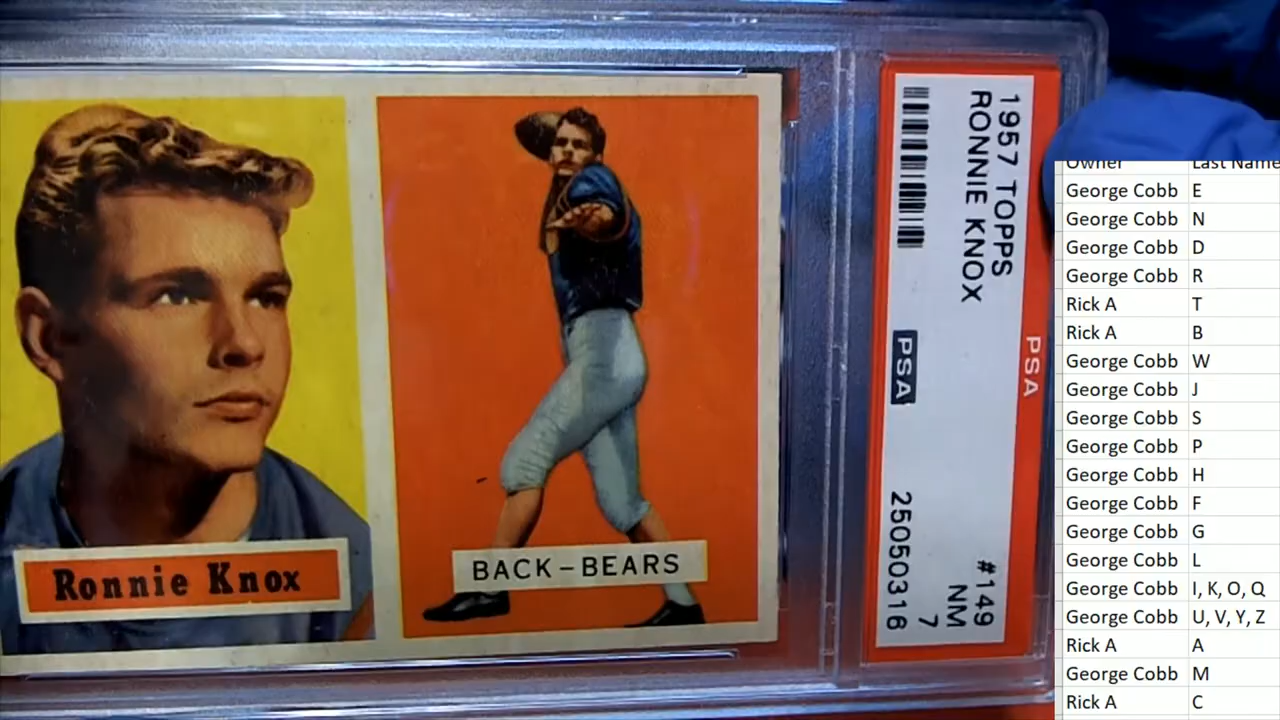 Ronnie Knox
BACK-BEARS
1957 TOPPS
RONNIE KNOX
#149
NM
7
PSA
25050316
PSA
Owner Last Name
George Cobb E
George Cobb N
George Cobb D
George Cobb R
Rick A T
Rick A B
George Cobb W
George Cobb J
George Cobb S
George Cobb P
George Cobb H
George Cobb F
George Cobb G
George Cobb L
George Cobb I, K, O, Q
George Cobb U, V, Y, Z
Rick A A
George Cobb M
Rick A C